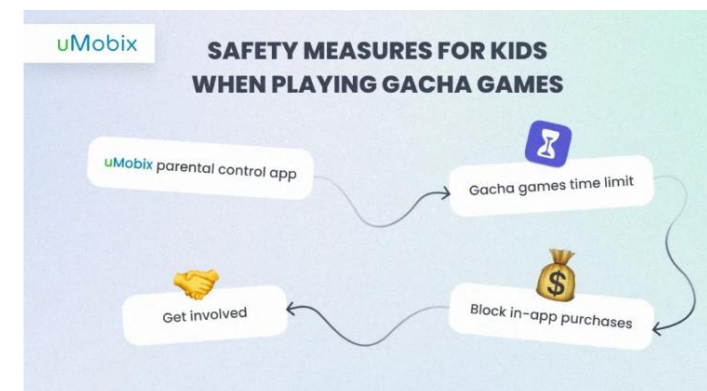 uMobix
SAFETY MEASURES FOR KIDS
WHEN PLAYING GACHA GAMES
uMobix parental control app
Gacha games time limit
Block in-app purchases
Get involved